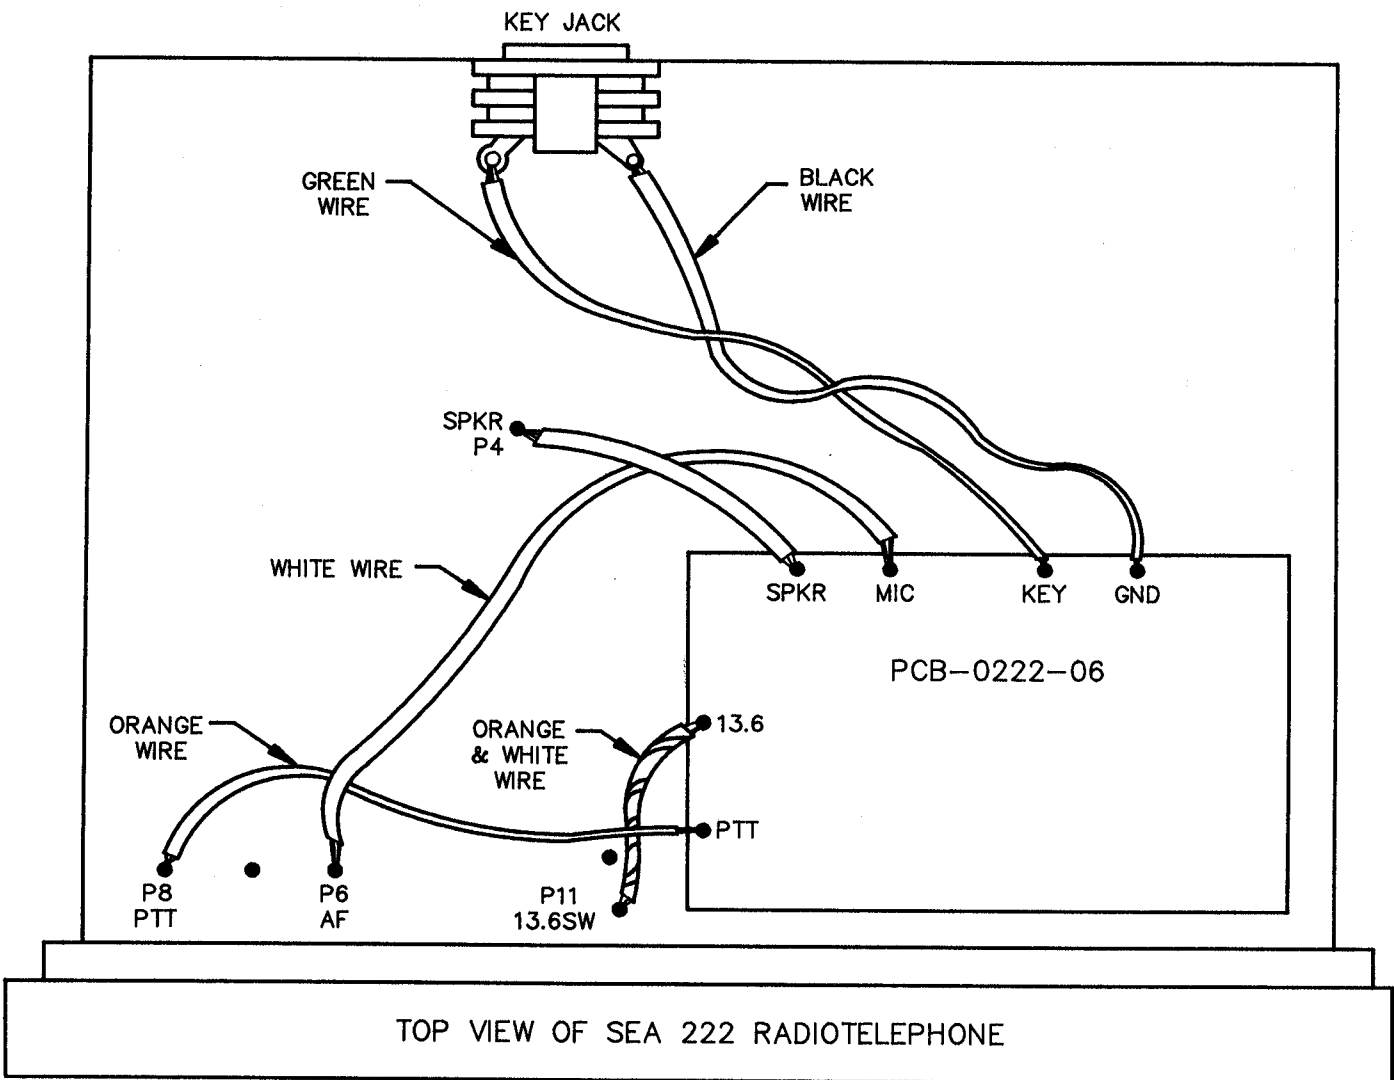 KEY JACK
GREEN
WIRE
BLACK
WIRE
SPKR
P4
WHITE WIRE
SPKR
MIC
KEY
GND
PCB-0222-06
ORANGE
WIRE
ORANGE
& WHITE
WIRE
13.6
PTT
P8
PTT
P6
AF
P11
13.6SW
TOP VIEW OF SEA 222 RADIOTELEPHONE